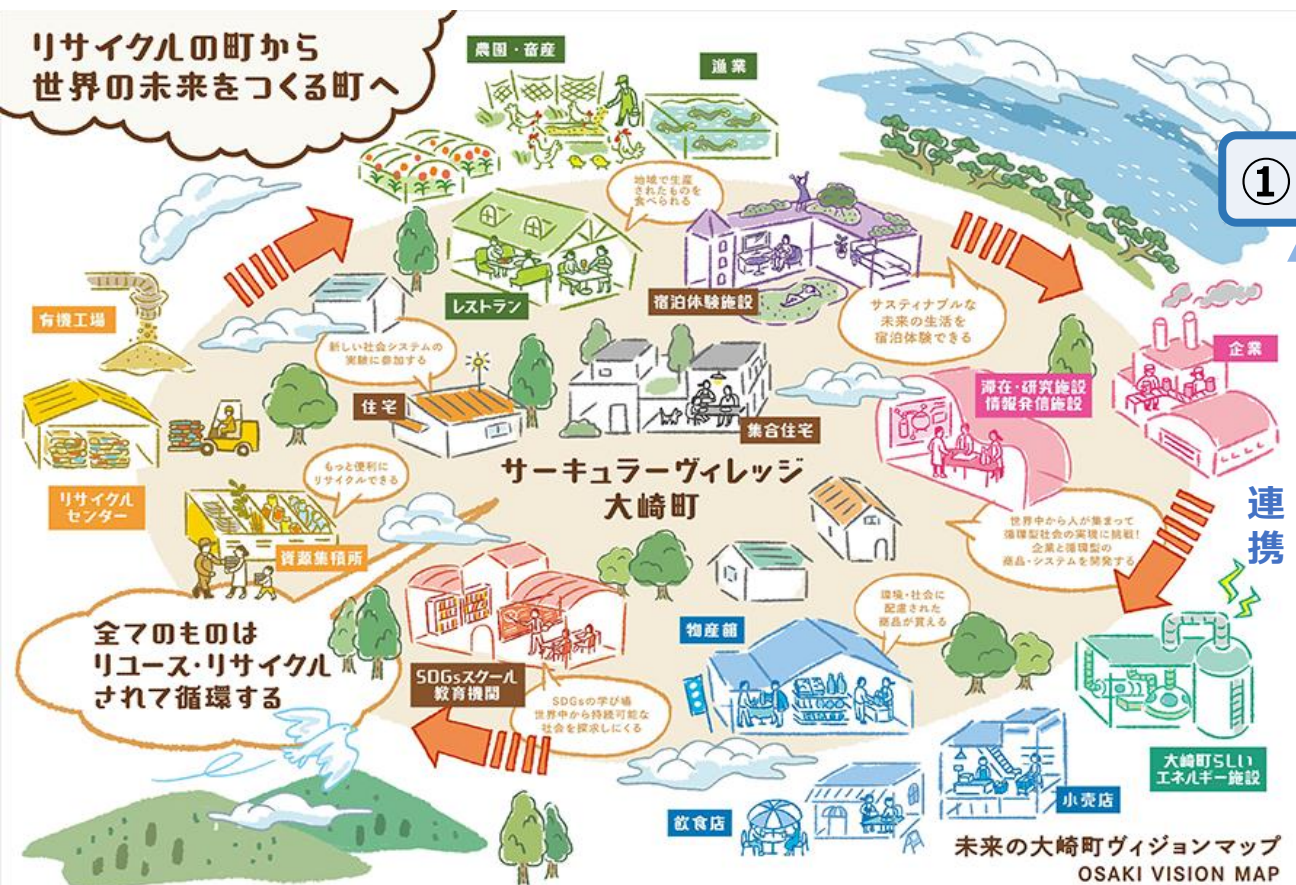 リサイクルの町から
世界の未来をつくる町へ
農園・畜産
漁業
①
地域で生産
されたものを
食べられる
有機工場
レストラン
宿泊体験施設
サスティナブルな
未来の生活を
宿泊体験できる
新しい社会システムの
実験に参加する
企業
滞在・研究施設
情報発信施設
住宅
集合住宅
サーキュラーヴィレッジ
大崎町
もっと便利に
リサイクルできる
リサイクル
センター
資源集積所
連
携
世界中から人が集まって
循環型社会の実現に挑戦!
企業と循環型の
商品・システムを開発する
環境・社会に
配慮された
商品が買える
全てのものは
リユース・リサイクル
されて循環する
物産館
SDGsスクール
教育機関
SDGsの学び場
世界中から持続可能な
社会を探求しにくる
大崎町らしい
エネルギー施設
小売店
飲食店
未来の大崎町ヴィジョンマップ
OSAKI VISION MAP